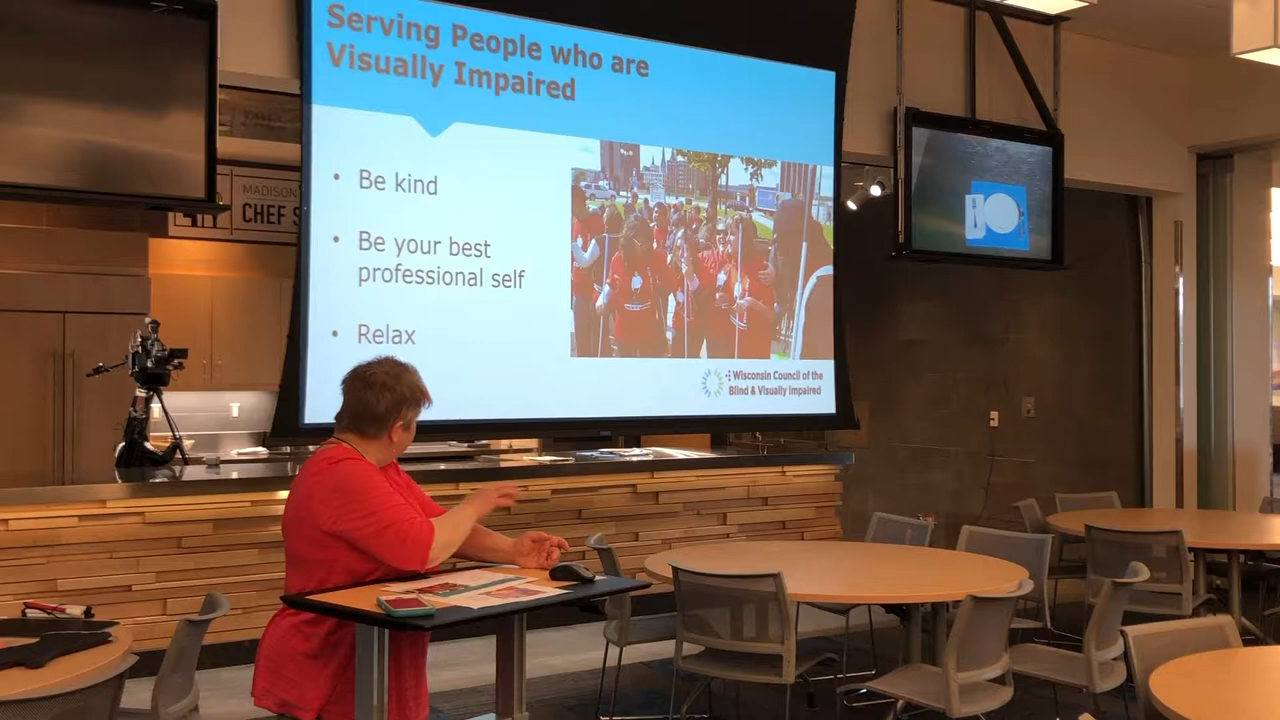 Serving People who are
Visually Impaired
• Be kind
• Be your best
professional self
• Relax
Wisconsin Council of the
Blind & Visually Impaired
MADISON
CHEF S